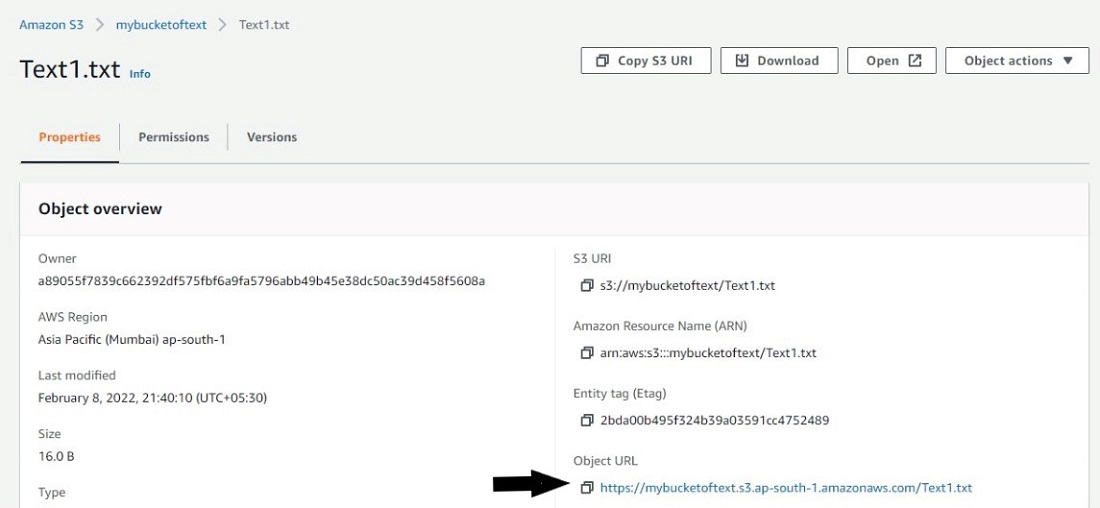 Amazon S3 > mybucketoftext > Text1.txt
Text1.txt Info
Copy S3 URI
Download
Open
Object actions
Properties
Permissions
Versions
Object overview
Owner
a89055f7839c662392df575fbf6a9fa5796abb49b45e38dc50ac39d458f5608a
AWS Region
Asia Pacific (Mumbai) ap-south-1
Last modified
February 8, 2022, 21:40:10 (UTC+05:30)
Size
16.0 B
Type
S3 URI
s3://mybucketoftext/Text1.txt
Amazon Resource Name (ARN)
arn:aws:s3:::mybucketoftext/Text1.txt
Entity tag (Etag)
2bda00b495f324b39a03591cc4752489
Object URL
https://mybucketoftext.s3.ap-south-1.amazonaws.com/Text1.txt